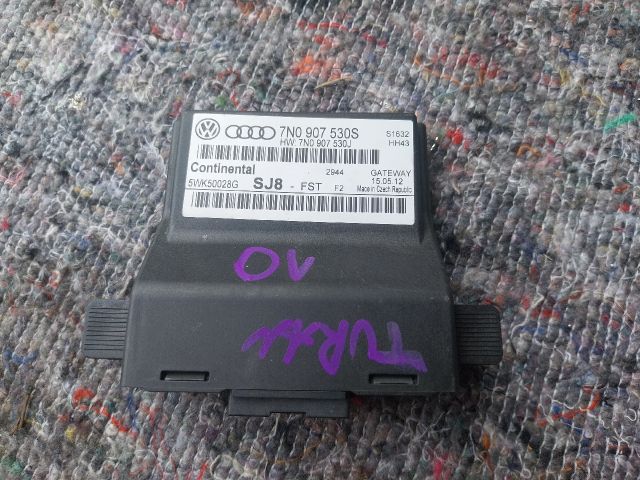 7N0 907 530S
HW: 7N0 907 530J
S1632
HH43
Continental
2944
GATEWAY
15.05.12
5WK50028G SJ8 - FST F2 Made in Czech Republic
OV
TURAN